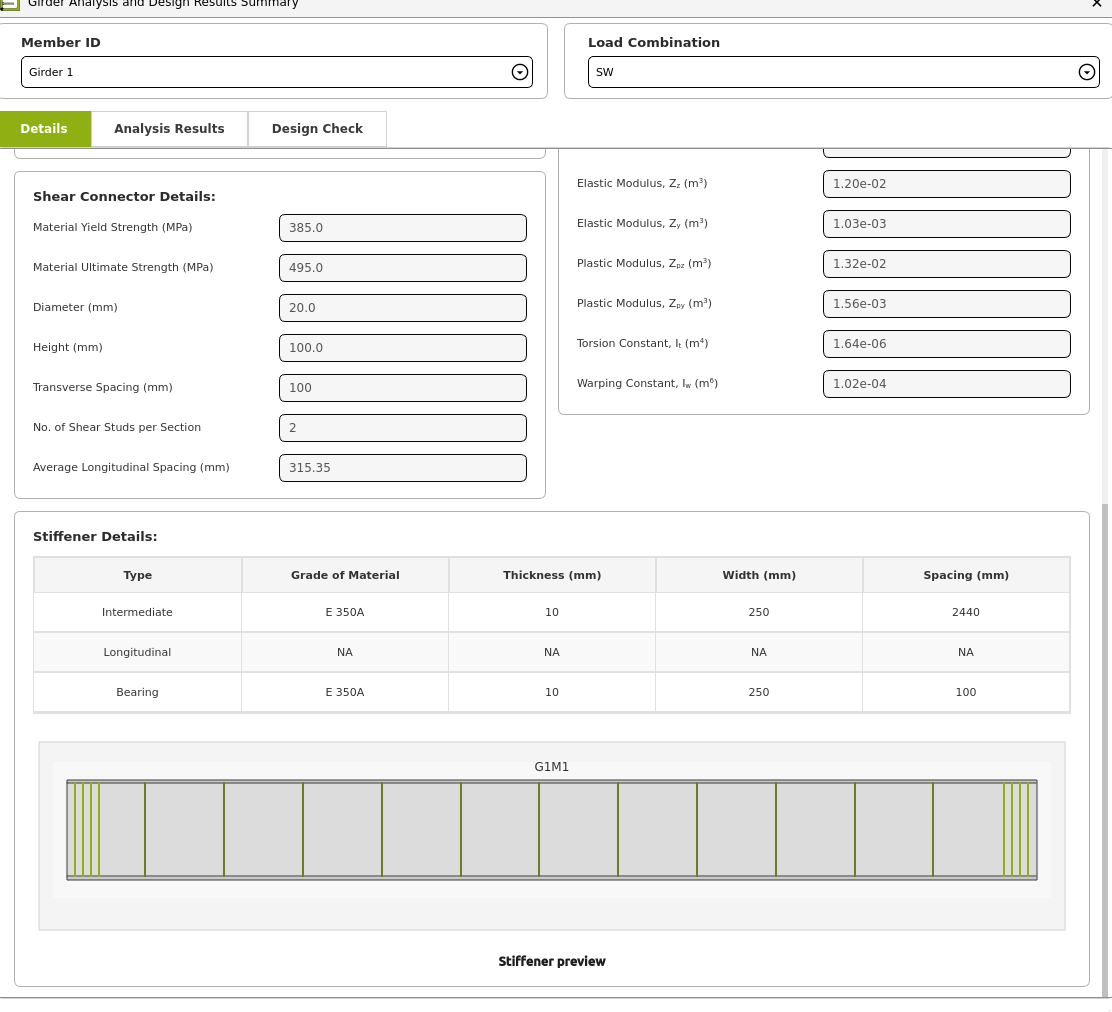 Girder Analysis and Design Results Summary
Member ID
Girder 1
Load Combination
SW
Details
Analysis Results
Design Check
Shear Connector Details:
Material Yield Strength (MPa) 385.0
Material Ultimate Strength (MPa) 495.0
Diameter (mm) 20.0
Height (mm) 100.0
Transverse Spacing (mm) 100
No. of Shear Studs per Section 2
Average Longitudinal Spacing (mm) 315.35
Elastic Modulus, Z₂ (m³) 1.20e-02
Elastic Modulus, Zᵧ (m³) 1.03e-03
Plastic Modulus, Zpz (m³) 1.32e-02
Plastic Modulus, Zpy (m³) 1.56e-03
Torsion Constant, Iₜ (m⁴) 1.64e-06
Warping Constant, Iw (m⁶) 1.02e-04
Stiffener Details:
Type Grade of Material Thickness (mm) Width (mm) Spacing (mm)
Intermediate E 350A 10 250 2440
Longitudinal NA NA NA NA
Bearing E 350A 10 250 100
G1M1
Stiffener preview